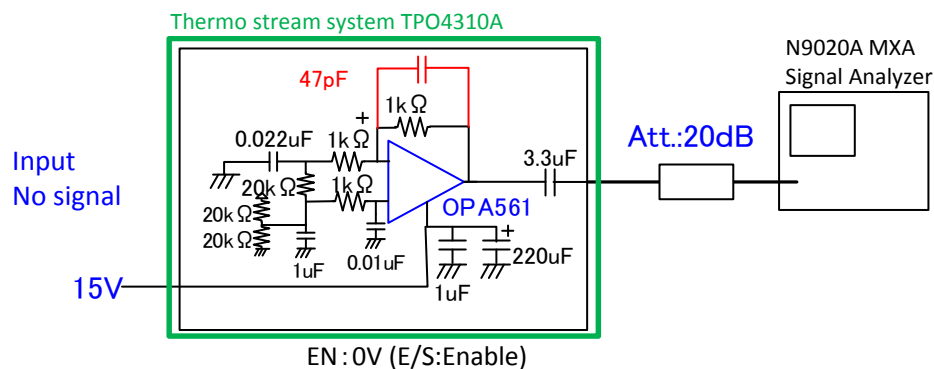 Thermo stream system TPO4310A
N9020A MXA
Signal Analyzer
47pF
1kΩ
+
0.022uF
1kΩ
Att.:20dB
3.3uF
Input
No signal
20kΩ
1kΩ
OPA561
20kΩ
20kΩ
+
1uF
0.01uF
220uF
1uF
15V
EN:0V (E/S:Enable)